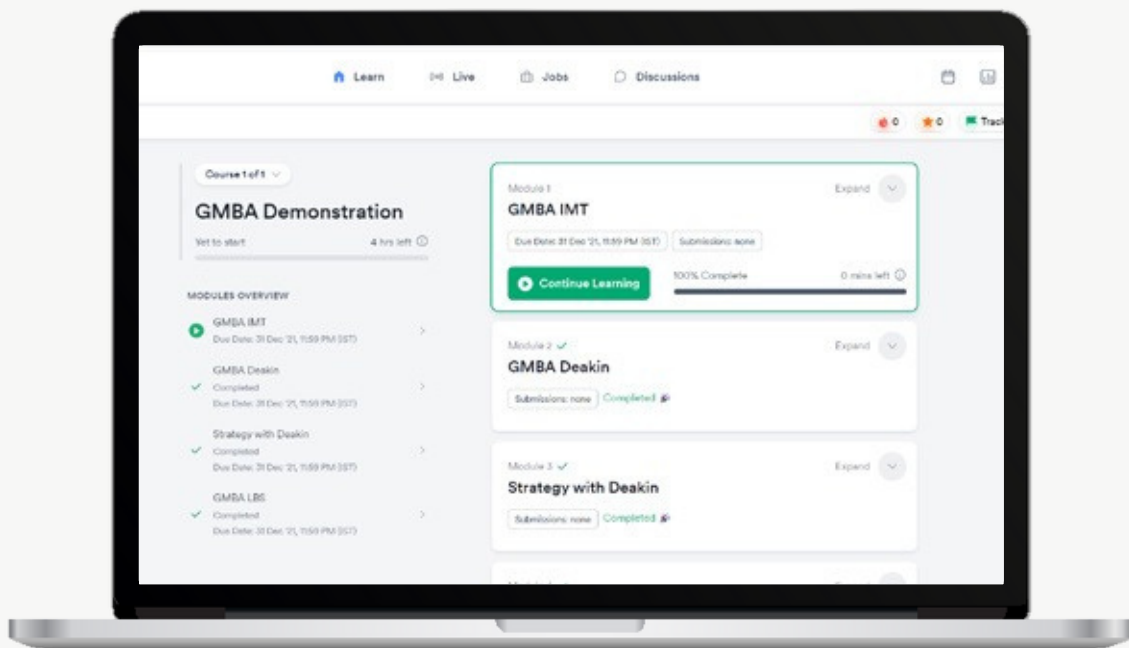 Learn
Live
Jobs
Discussions
0
0
Track
Course 1 of 1
GMBA Demonstration
Yet to start
4 hrs left
MODULES OVERVIEW
GMBA IMT
Due Date: 31 Dec '21, 11:59 PM (IST)
GMBA Deakin
Completed
Due Date: 31 Dec '21, 11:59 PM (IST)
Strategy with Deakin
Completed
Due Date: 31 Dec '21, 11:59 PM (IST)
GMBA LBS
Completed
Due Date: 31 Dec '21, 11:59 PM (IST)
Module 1
Expand
GMBA IMT
Due Date: 31 Dec '21, 11:59 PM (IST)
Submissions: none
Continue Learning
100% Complete
0 mins left
Module 2
Expand
GMBA Deakin
Submissions: none
Completed
Module 3
Expand
Strategy with Deakin
Submissions: none
Completed